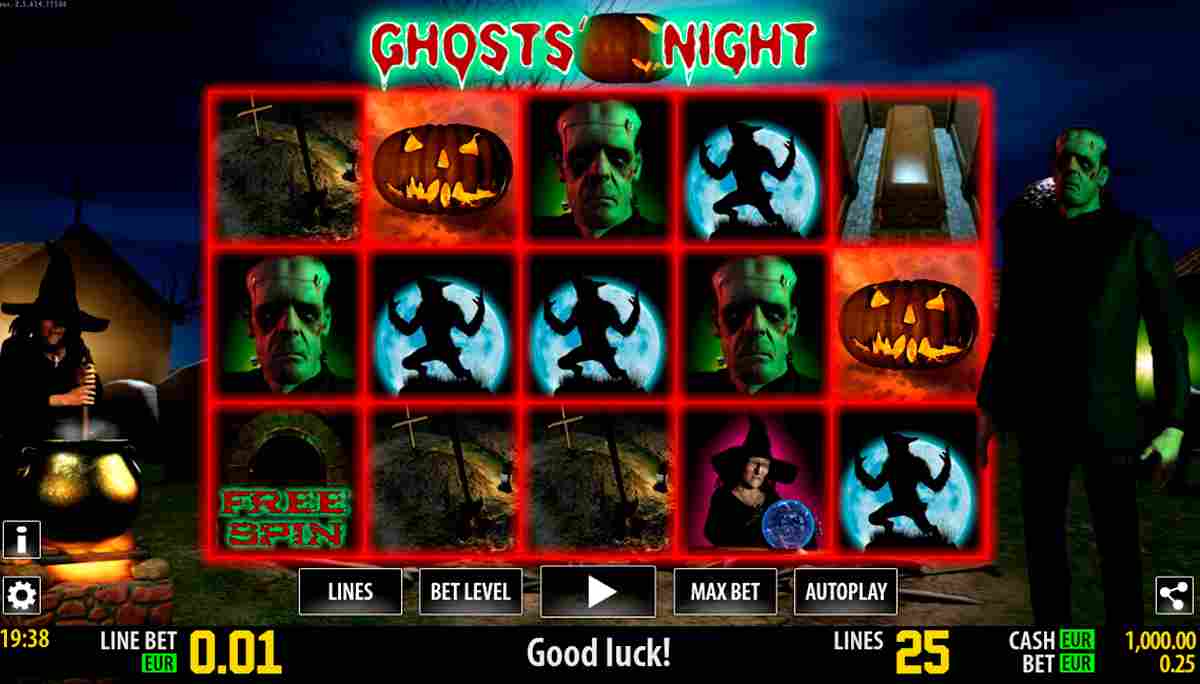 GHOSTS' NIGHT
FREE
SPIN
LINES
BET LEVEL
MAX BET
AUTOPLAY
19:38
LINE BET
EUR
0.01
Good luck!
LINES
25
CASH EUR 1,000.00
BET EUR 0.25